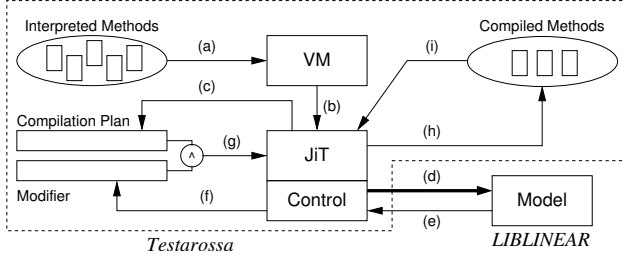 Interpreted Methods
Compiled Methods
(a)
(i)
VM
(c)
(b)
Compilation Plan
(g)
JiT
(h)
^
Modifier
(f)
Control
(d)
Model
(e)
Testarossa
LIBLINEAR